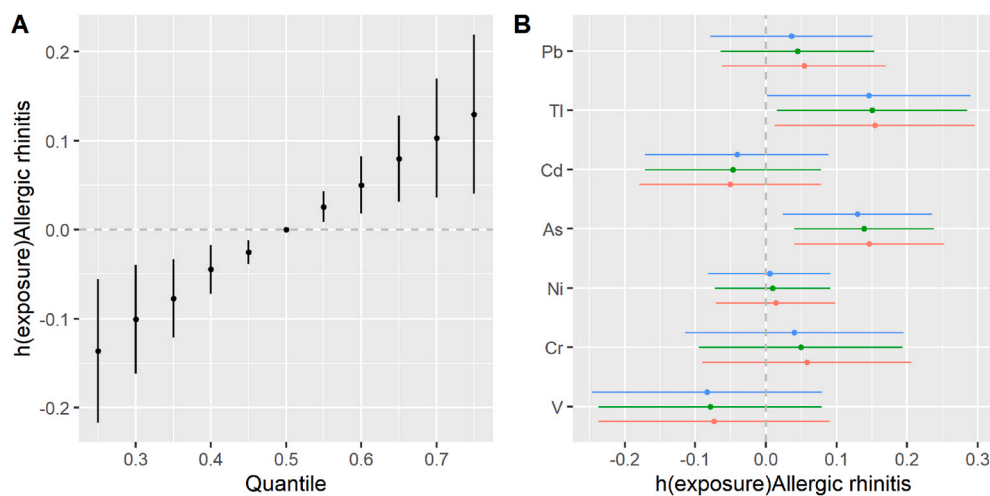 A
h(exposure)Allergic rhinitis
0.2
0.1
0.0
-0.1
-0.2
0.3 0.4 0.5 0.6 0.7
Quantile
B
Pb
Tl
Cd
As
Ni
Cr
V
-0.2 -0.1 0.0 0.1 0.2 0.3
h(exposure)Allergic rhinitis